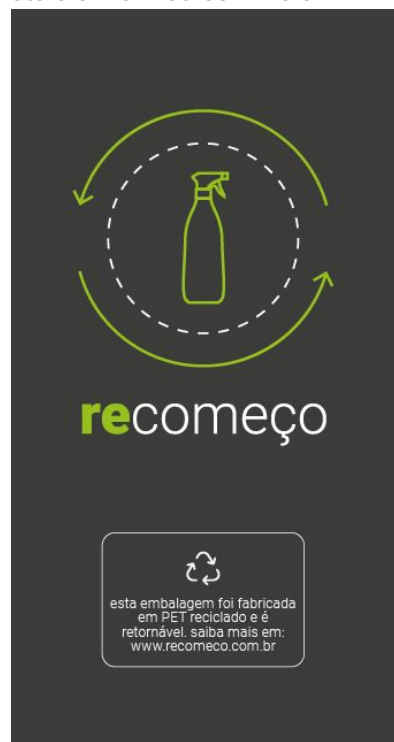 recomeço
esta embalagem foi fabricada
em PET reciclado e é
retornável. saiba mais em:
www.recomeco.com.br